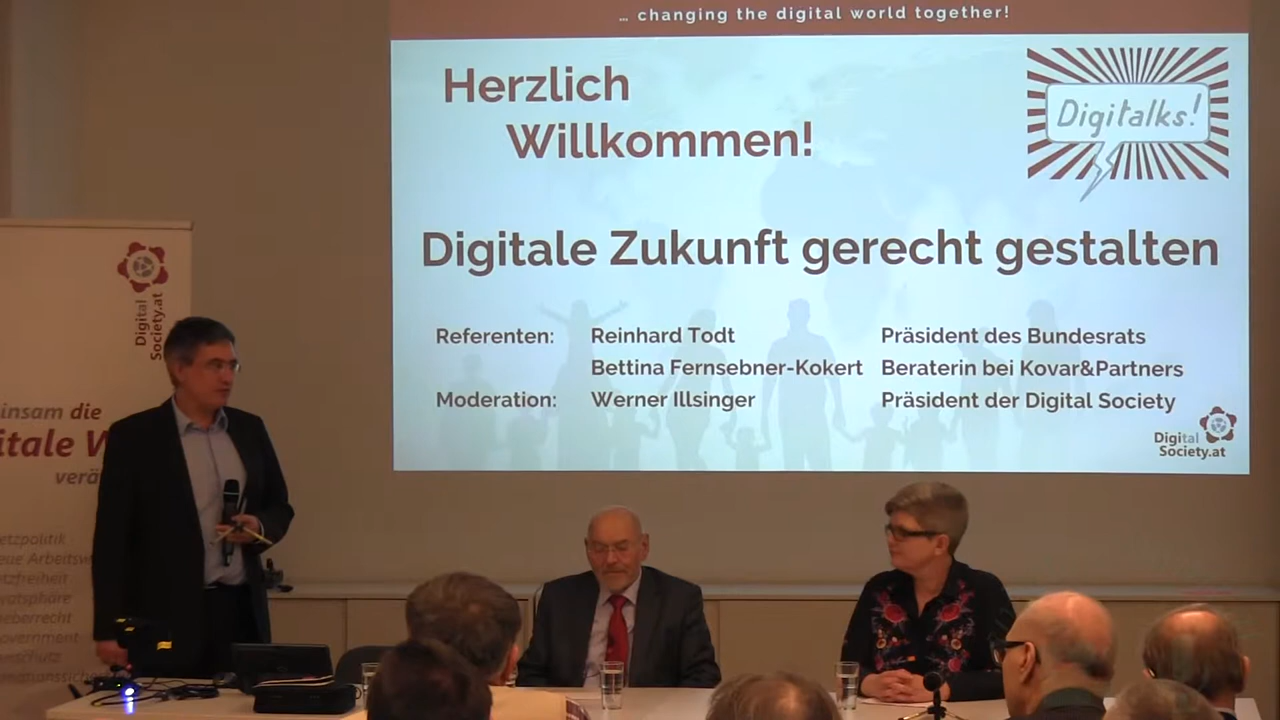 … changing the digital world together!
Herzlich
Willkommen!
Digitalks!
Digitale Zukunft gerecht gestalten
Referenten: Reinhard Todt Präsident des Bundesrats
Bettina Fernsebner-Kokert Beraterin bei Kovar&Partners
Moderation: Werner Illsinger Präsident der Digital Society
Digital
Society.at
Digital
Society.at
insam die
itale W
verä
etzpolitik
eue Arbeitsw
etzfreiheit
vatsphäre
eberrecht
overnment
enschutz
mationssiche